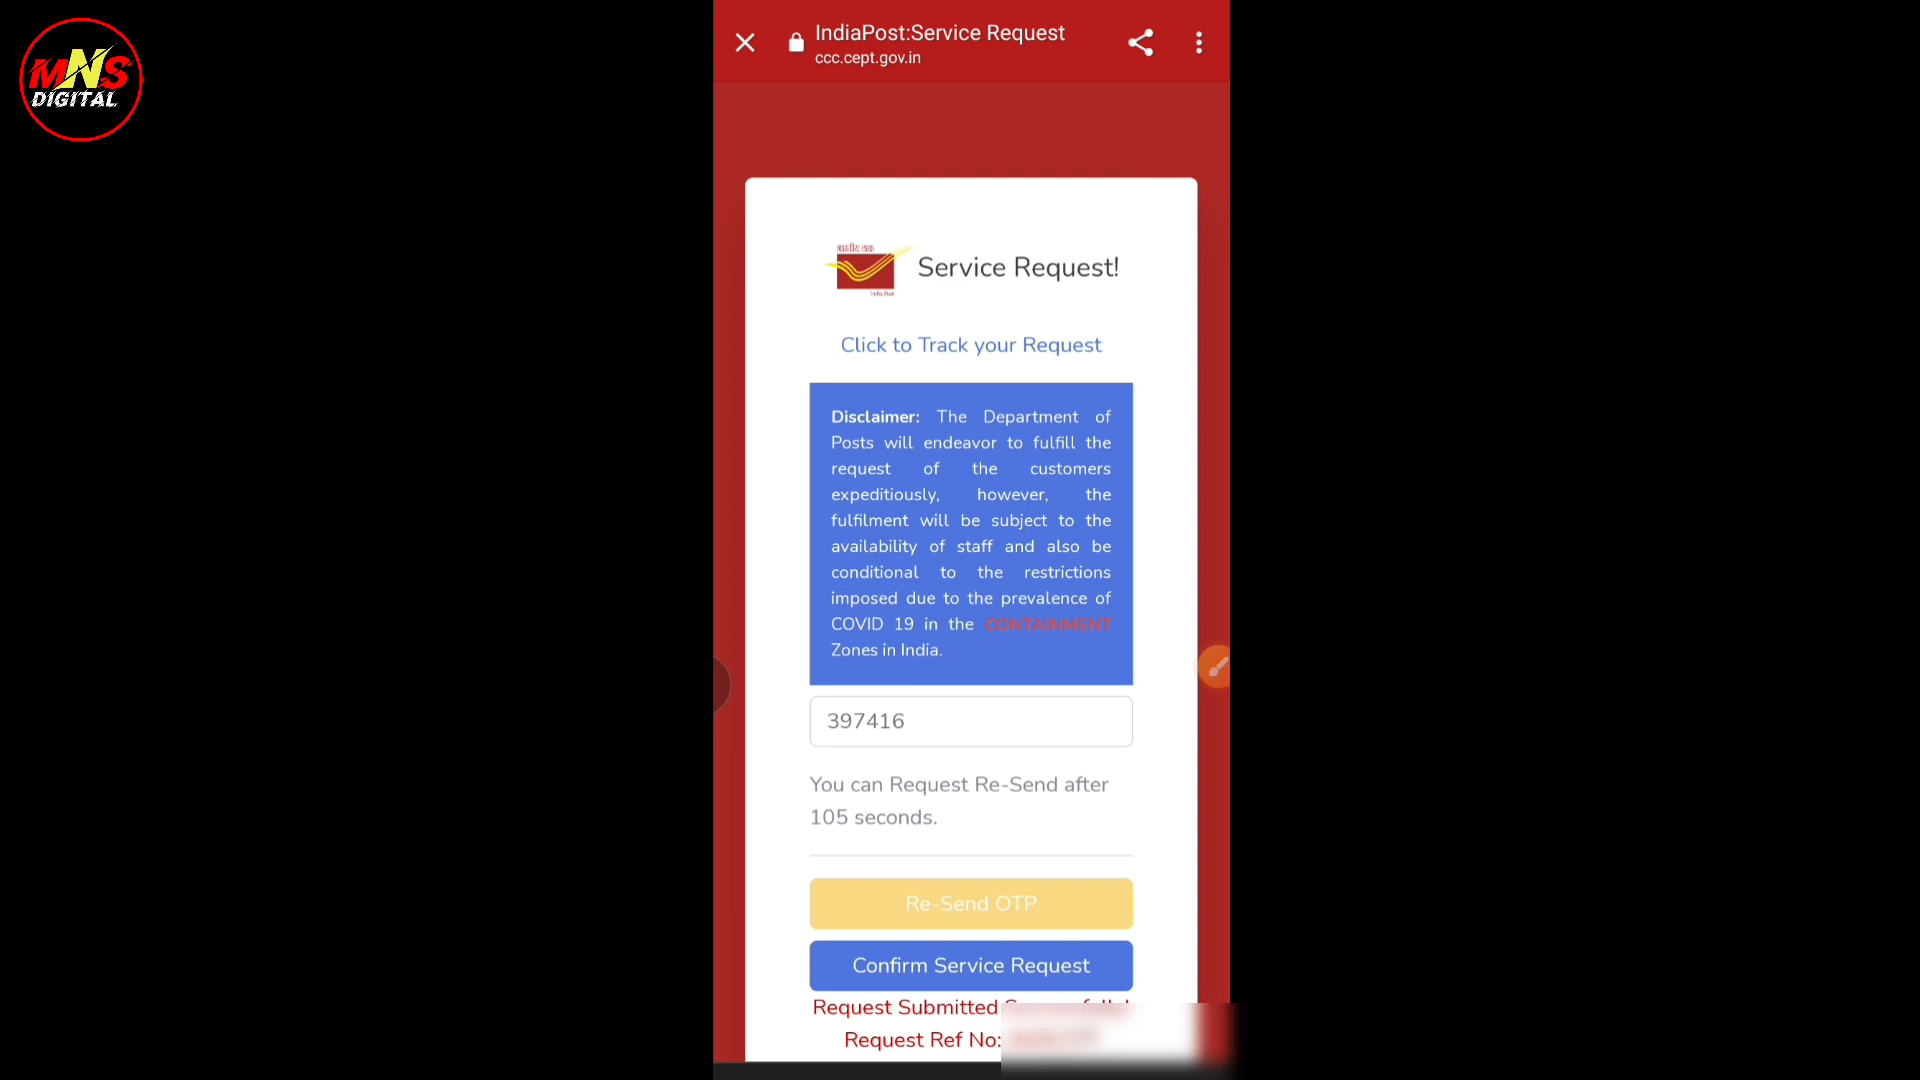 MNS
DIGITAL
IndiaPost:Service Request
ccc.cept.gov.in
भारतीय डाक
India Post
Service Request!
Click to Track your Request
Disclaimer: The Department of
Posts will endeavor to fulfill the
request of the customers
expeditiously, however, the
fulfilment will be subject to the
availability of staff and also be
conditional to the restrictions
imposed due to the prevalence of
COVID 19 in the CONTAINMENT
Zones in India.
397416
You can Request Re-Send after
105 seconds.
Re-Send OTP
Confirm Service Request
Request Submitted
Request Ref No: